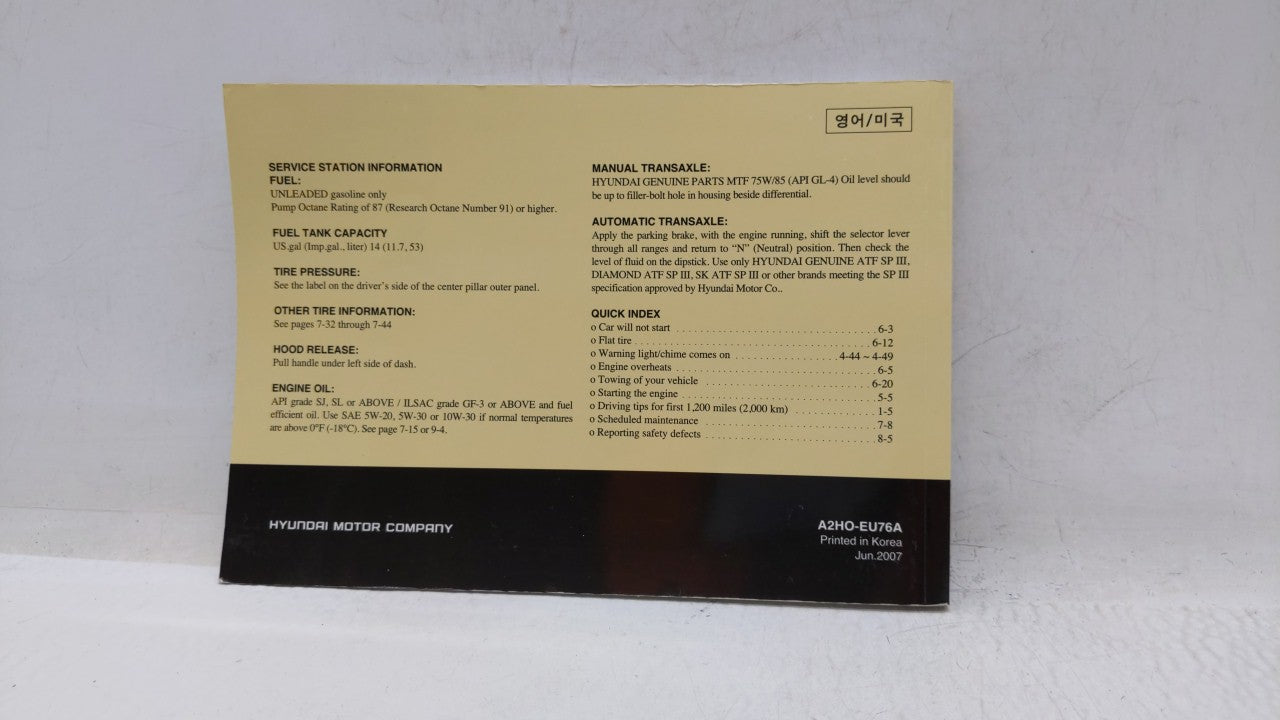 영어/미국
SERVICE STATION INFORMATION
FUEL:
UNLEADED gasoline only
Pump Octane Rating of 87 (Research Octane Number 91) or higher.
FUEL TANK CAPACITY
US.gal (Imp.gal., liter) 14 (11.7, 53)
TIRE PRESSURE:
See the label on the driver's side of the center pillar outer panel.
OTHER TIRE INFORMATION:
See pages 7-32 through 7-44
HOOD RELEASE:
Pull handle under left side of dash.
ENGINE OIL:
API grade SJ, SL or ABOVE / ILSAC grade GF-3 or ABOVE and fuel
efficient oil. Use SAE 5W-20, 5W-30 or 10W-30 if normal temperatures
are above 0°F (-18°C). See page 7-15 or 9-4.
MANUAL TRANSAXLE:
HYUNDAI GENUINE PARTS MTF 75W/85 (API GL-4) Oil level should
be up to filler-bolt hole in housing beside differential.
AUTOMATIC TRANSAXLE:
Apply the parking brake, with the engine running, shift the selector lever
through all ranges and return to “N” (Neutral) position. Then check the
level of fluid on the dipstick. Use only HYUNDAI GENUINE ATF SP III,
DIAMOND ATF SP III, SK ATF SP III or other brands meeting the SP III
specification approved by Hyundai Motor Co..
QUICK INDEX
o Car will not start ........................................ 6-3
o Flat tire ................................................ 6-12
o Warning light/chime comes on .................... 4-44 ~ 4-49
o Engine overheats ........................................ 6-5
o Towing of your vehicle ................................. 6-20
o Starting the engine ...................................... 5-5
o Driving tips for first 1,200 miles (2,000 km) ............. 1-5
o Scheduled maintenance .................................. 7-8
o Reporting safety defects ................................. 8-5
HYUNDAI MOTOR COMPANY
A2HO-EU76A
Printed in Korea
Jun.2007